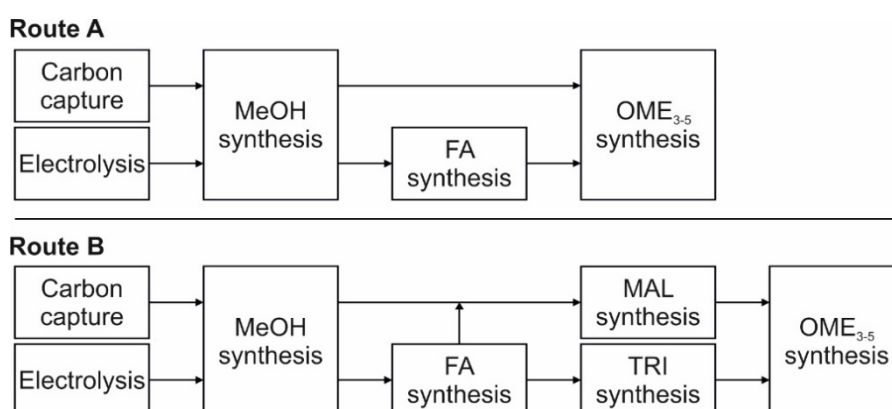 Route A
Carbon
capture
Electrolysis
MeOH
synthesis
FA
synthesis
OME₃₋₅
synthesis
Route B
Carbon
capture
Electrolysis
MeOH
synthesis
FA
synthesis
MAL
synthesis
TRI
synthesis
OME₃₋₅
synthesis